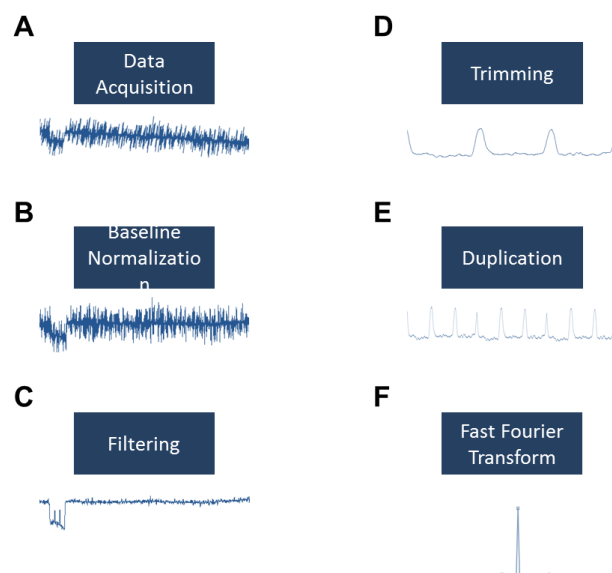 A
Data
Acquisition
B
Baseline
Normalizatio
n
C
Filtering
D
Trimming
E
Duplication
F
Fast Fourier
Transform